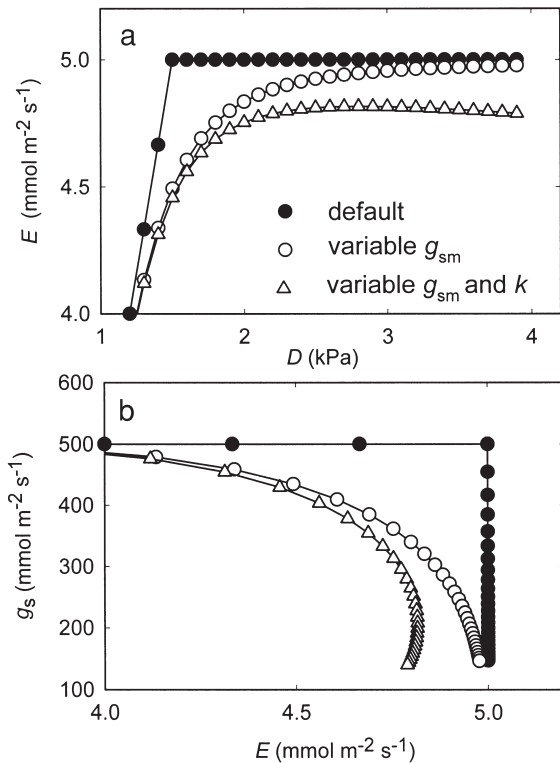 a
5.0
4.5
4.0
E (mmol m-2 s-1)
default
variable gsm
variable gsm and k
1 2 3 4
D (kPa)
b
600
500
400
300
200
100
gs (mmol m-2 s-1)
4.0 4.5 5.0
E (mmol m-2 s-1)